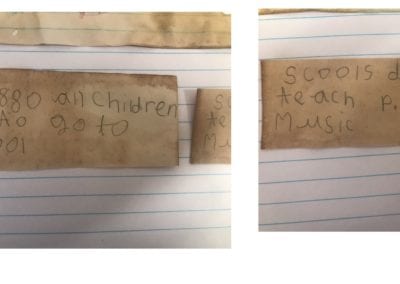 880 all children
go to
Scools d
teach P.
Music